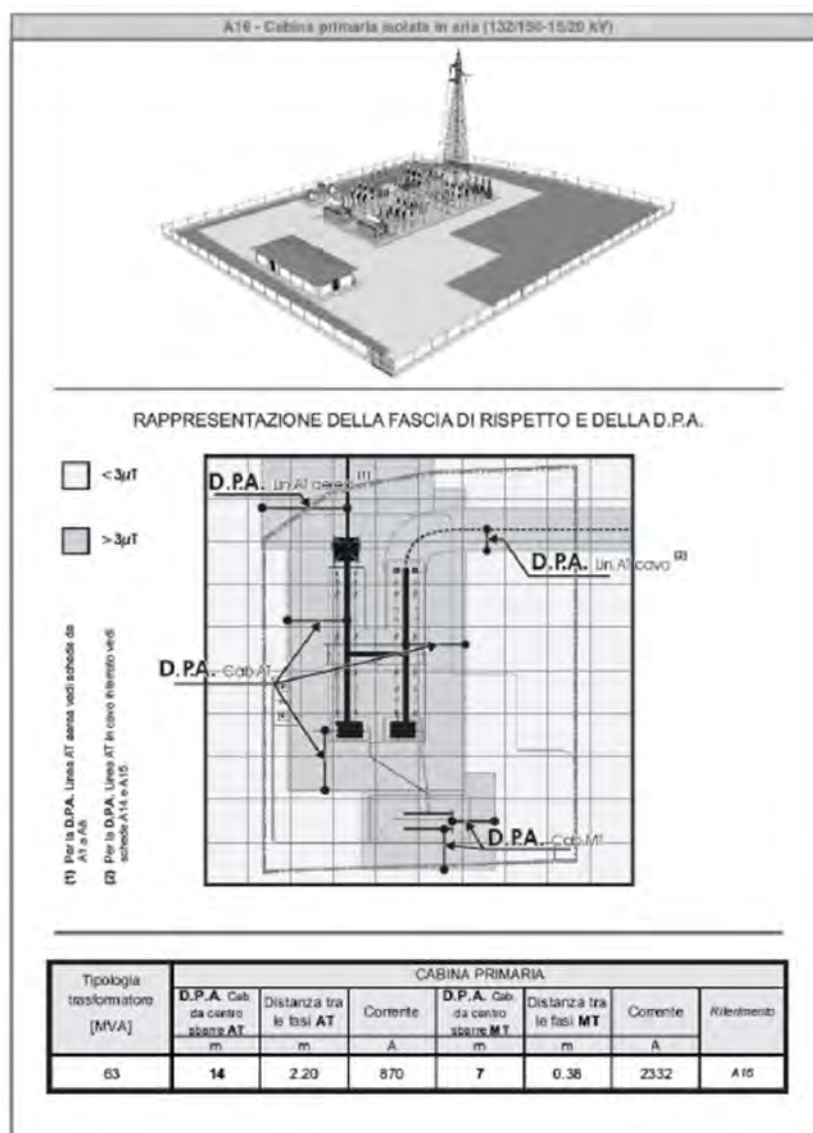 A16 - Cabina primaria isolata in aria (132/150-15/20 kV)
RAPPRESENTAZIONE DELLA FASCIA DI RISPETTO E DELLA D.P.A.
<3μT
>3μT
D.P.A. Lin. AT aerea (1)
D.P.A. Lin. AT cavo (2)
D.P.A. Cab. AT
D.P.A. Cab. MT
(1) Per la D.P.A. Linea AT aerea vedi schede da
A1 a A8
(2) Per la D.P.A. Linea AT in cavo interrato vedi
schede A14 e A15
CABINA PRIMARIA
Tipologia trasformatore [MVA] D.P.A. Cab. da centro sbarre AT Distanza tra le fasi AT Corrente D.P.A. Cab. da centro sbarre MT Distanza tra le fasi MT Corrente Riferimento
m m A m m A
63 14 2.20 870 7 0.38 2332 A16